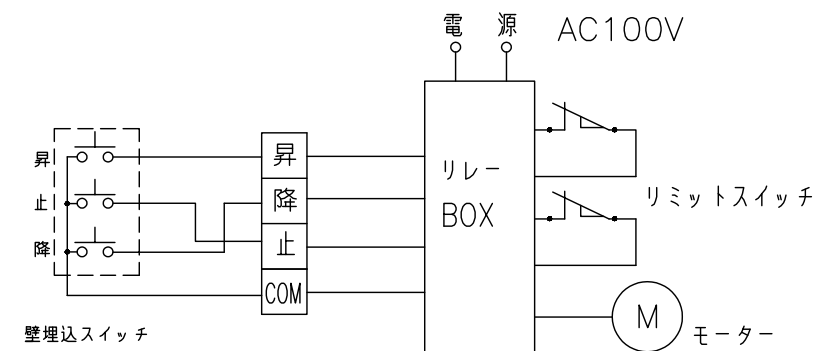 電 源 AC100V
昇
止
降
昇
降
止
COM
リレー
BOX
リミットスイッチ
M
モーター
壁埋込スイッチ